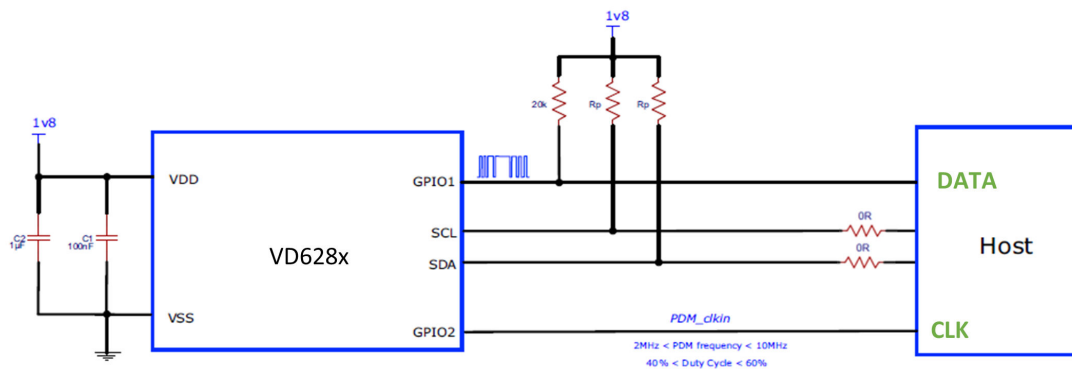 1v8
20k
Rp
Rp
1v8
VDD
GPIO1
DATA
C2
1µF
C1
100nF
VD628x
SCL
SDA
0R
0R
Host
VSS
GPIO2
PDM_clkin
CLK
2MHz < PDM frequency < 10MHz
40% < Duty Cycle < 60%